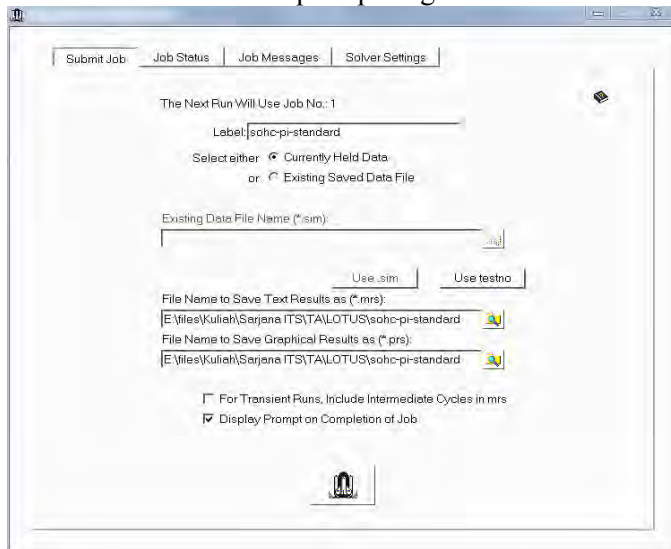 Submit Job
Job Status
Job Messages
Solver Settings
The Next Run Will Use Job No.: 1
Label: sohc-pi-standard
Select either Currently Held Data
or Existing Saved Data File
Existing Data File Name (*.sim):
Use .sim
Use testno
File Name to Save Text Results as (*.mrs):
E:\files\Kuliah\Sarjana ITS\TA\LOTUS\sohc-pi-standard
File Name to Save Graphical Results as (*.prs):
E:\files\Kuliah\Sarjana ITS\TA\LOTUS\sohc-pi-standard
For Transient Runs, Include Intermediate Cycles in mrs
Display Prompt on Completion of Job